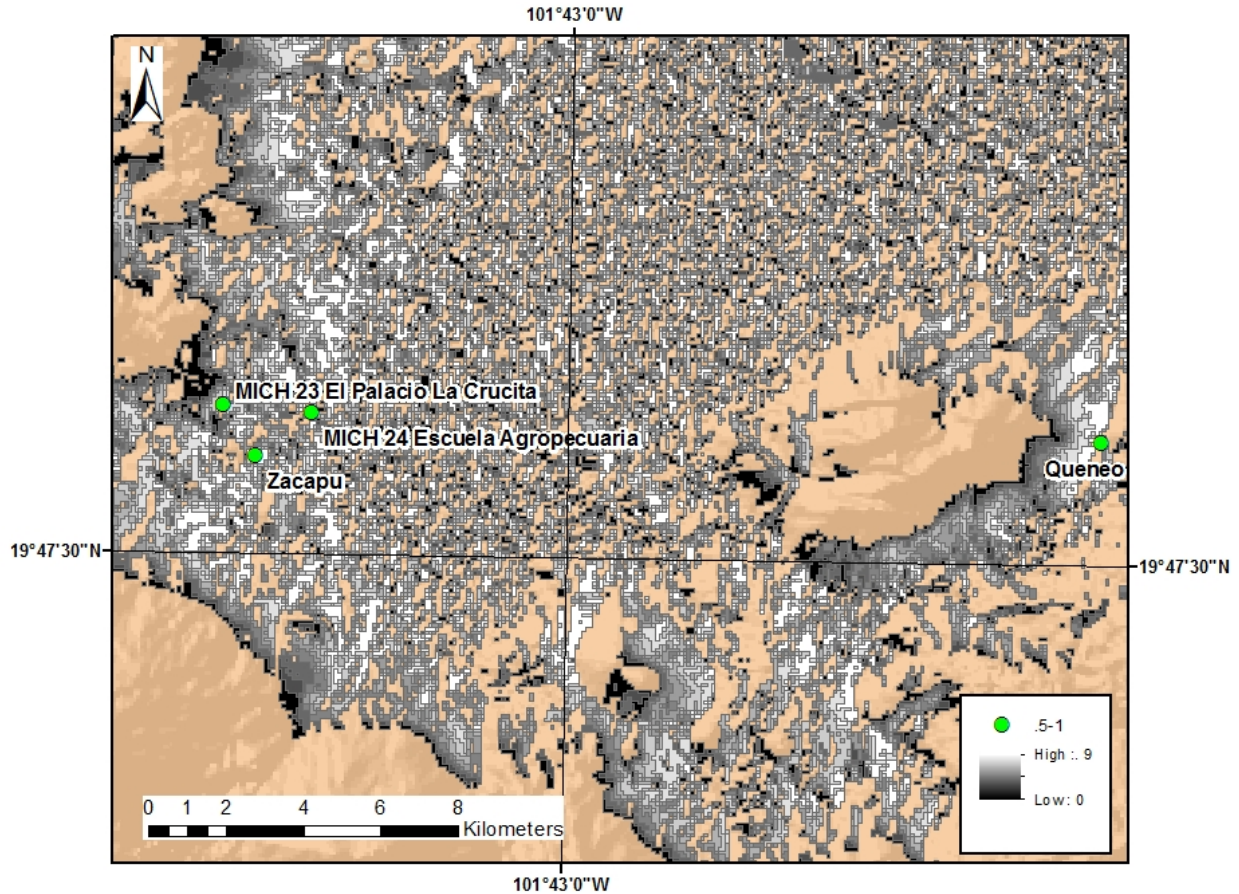 101°43'0"W
N
MICH 23 El Palacio La Crucita
MICH 24 Escuela Agropecuaria
Zacapu
Queneo
19°47'30"N
19°47'30"N
.5-1
High :. 9
Low: 0
0 1 2 4 6 8
Kilometers
101°43'0"W